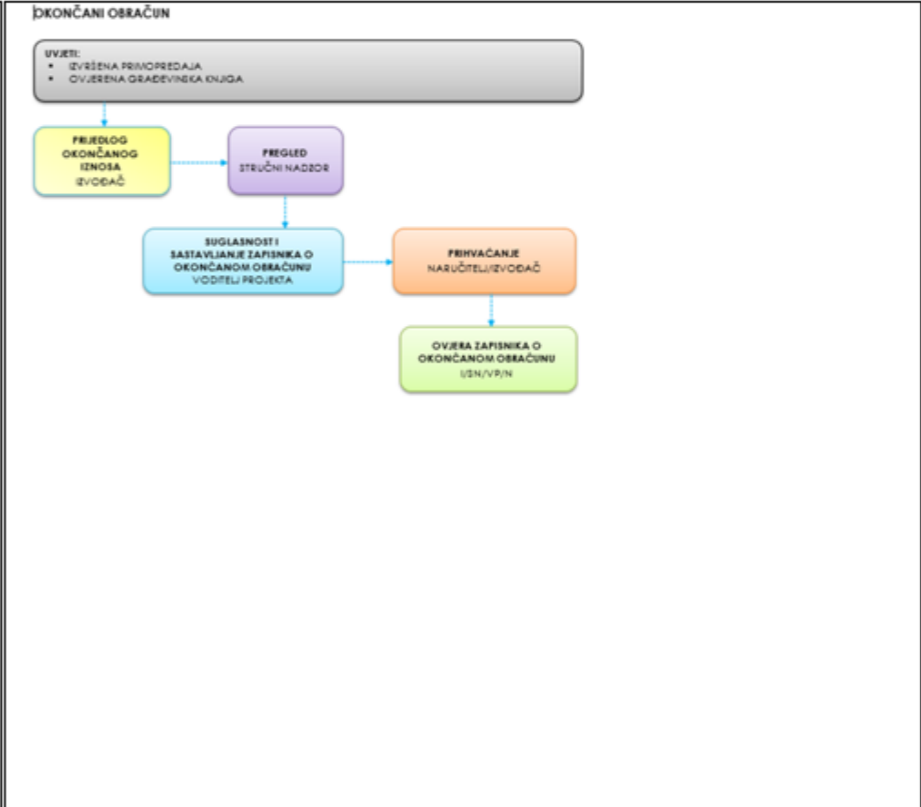 OKONČANI OBRAČUN
UVJETI:
▪ IZVRŠENA PRIMOPREDAJA
▪ OVJERENA GRAĐEVINSKA KNJIGA
PRIJEDLOG
OKONČANOG
IZNOSA
IZVOĐAČ
PREGLED
STRUČNI NADZOR
SUGLASNOST I
SASTAVLJANJE ZAPISNIKA O
OKONČANOM OBRAČUNU
VODITELJ PROJEKTA
PRIHVAĆANJE
NARUČITELJ/IZVOĐAČ
OVJERA ZAPISNIKA O
OKONČANOM OBRAČUNU
I/SN/VP/N